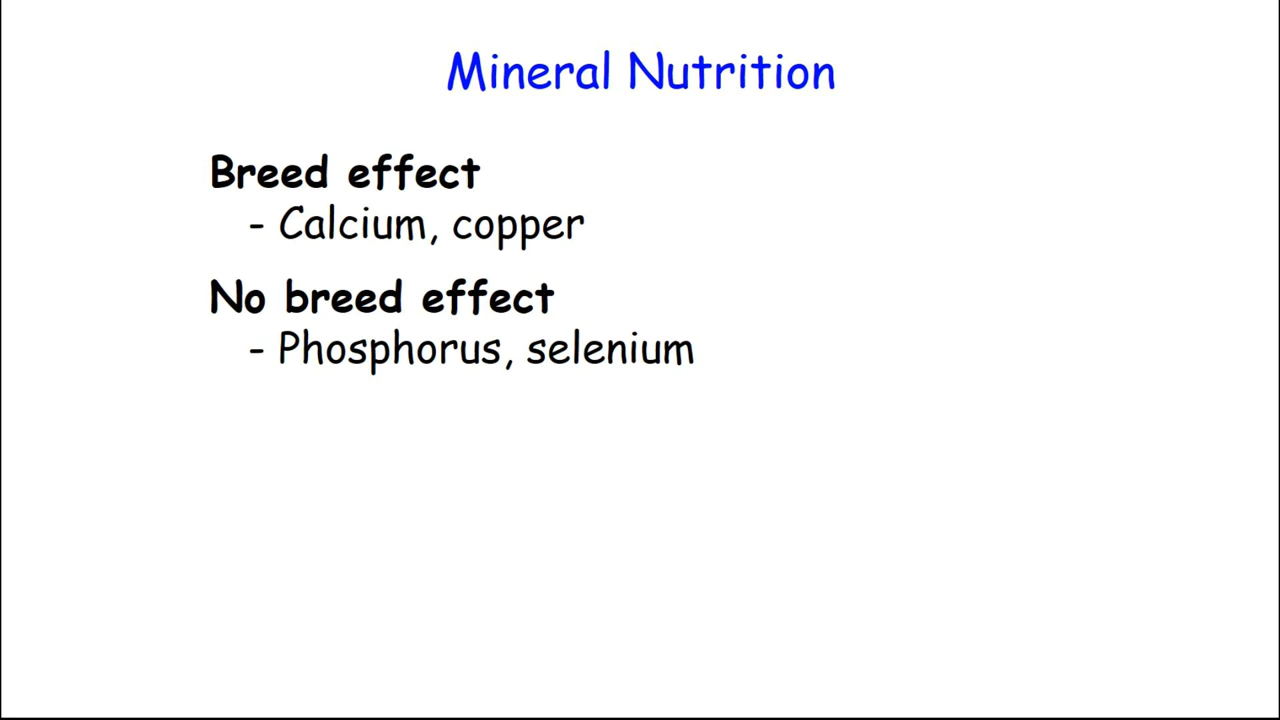 Mineral Nutrition
Breed effect
- Calcium, copper
No breed effect
- Phosphorus, selenium